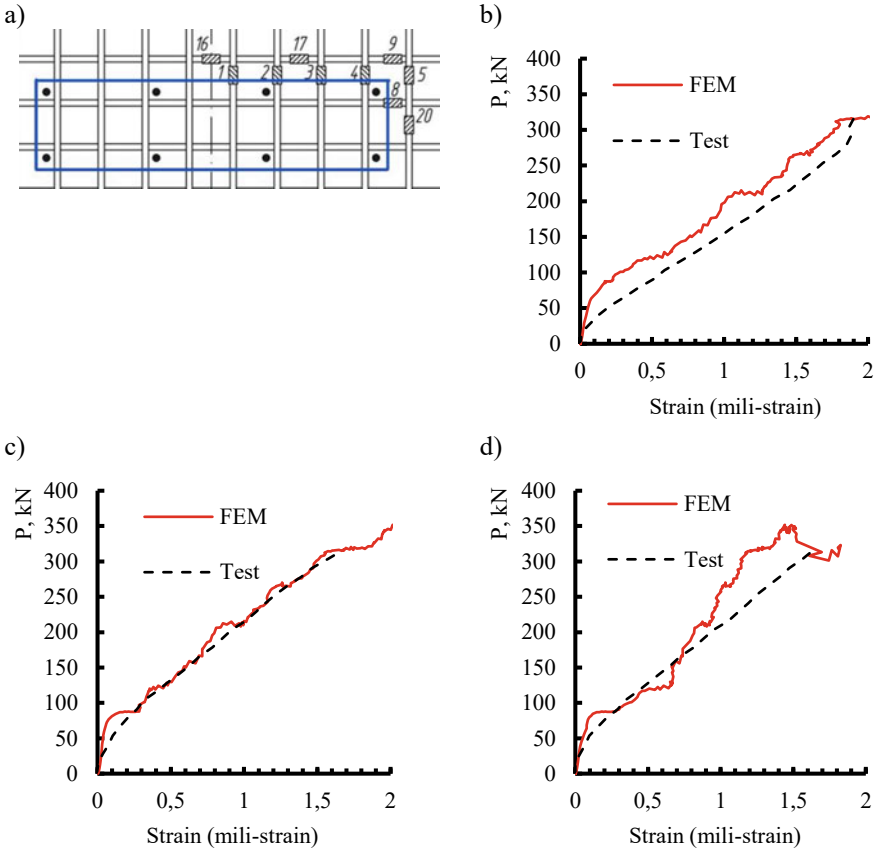 a)
16 17 9
1 2 3 4 5
8
20
b)
P, kN
400
350
300
250
200
150
100
50
0
FEM
Test
0 0,5 1 1,5 2
Strain (mili-strain)
c)
P, kN
400
350
300
250
200
150
100
50
0
FEM
Test
0 0,5 1 1,5 2
Strain (mili-strain)
d)
P, kN
400
350
300
250
200
150
100
50
0
FEM
Test
0 0,5 1 1,5 2
Strain (mili-strain)